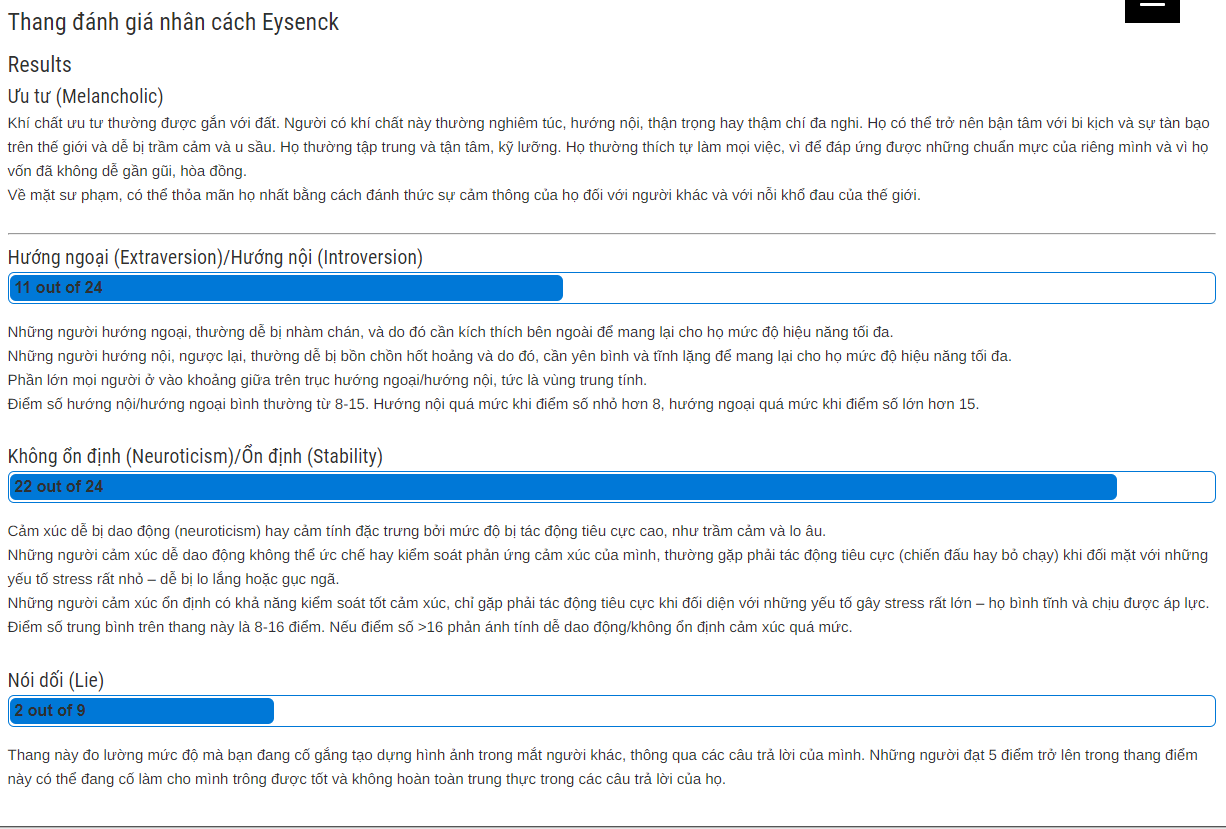 Thang đánh giá nhân cách Eysenck
Results
Ưu tư (Melancholic)
Khí chất ưu tư thường được gắn với đất. Người có khí chất này thường nghiêm túc, hướng nội, thận trọng hay thậm chí đa nghi. Họ có thể trở nên bận tâm với bi kịch và sự tàn bạo
trên thế giới và dễ bị trầm cảm và u sầu. Họ thường tập trung và tận tâm, kỹ lưỡng. Họ thường thích tự làm mọi việc, vì để đáp ứng được những chuẩn mực của riêng mình và vì họ
vốn đã không dễ gần gũi, hòa đồng.
Về mặt sư phạm, có thể thỏa mãn họ nhất bằng cách đánh thức sự cảm thông của họ đối với người khác và với nỗi khổ đau của thế giới.
Hướng ngoại (Extraversion)/Hướng nội (Introversion)
11 out of 24
Những người hướng ngoại, thường dễ bị nhàm chán, và do đó cần kích thích bên ngoài để mang lại cho họ mức độ hiệu năng tối đa.
Những người hướng nội, ngược lại, thường dễ bị bồn chồn hốt hoảng và do đó, cần yên bình và tĩnh lặng để mang lại cho họ mức độ hiệu năng tối đa.
Phần lớn mọi người ở vào khoảng giữa trên trục hướng ngoại/hướng nội, tức là vùng trung tính.
Điểm số hướng nội/hướng ngoại bình thường từ 8-15. Hướng nội quá mức khi điểm số nhỏ hơn 8, hướng ngoại quá mức khi điểm số lớn hơn 15.
Không ổn định (Neuroticism)/Ổn định (Stability)
22 out of 24
Cảm xúc dễ bị dao động (neuroticism) hay cảm tính đặc trưng bởi mức độ bị tác động tiêu cực cao, như trầm cảm và lo âu.
Những người cảm xúc dễ dao động không thể ức chế hay kiểm soát phản ứng cảm xúc của mình, thường gặp phải tác động tiêu cực (chiến đấu hay bỏ chạy) khi đối mặt với những
yếu tố stress rất nhỏ – dễ bị lo lắng hoặc gục ngã.
Những người cảm xúc ổn định có khả năng kiểm soát tốt cảm xúc, chỉ gặp phải tác động tiêu cực khi đối diện với những yếu tố gây stress rất lớn – họ bình tĩnh và chịu được áp lực.
Điểm số trung bình trên thang này là 8-16 điểm. Nếu điểm số >16 phản ánh tính dễ dao động/không ổn định cảm xúc quá mức.
Nói dối (Lie)
2 out of 9
Thang này đo lường mức độ mà bạn đang cố gắng tạo dựng hình ảnh trong mắt người khác, thông qua các câu trả lời của mình. Những người đạt 5 điểm trở lên trong thang điểm
này có thể đang cố làm cho mình trông được tốt và không hoàn toàn trung thực trong các câu trả lời của họ.